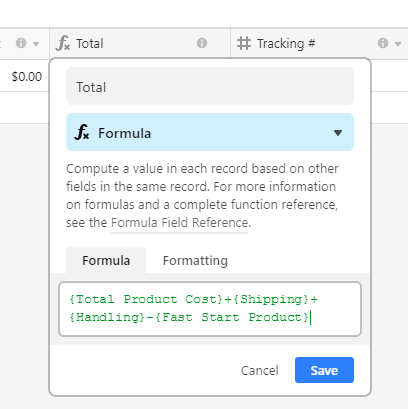 Total
Tracking #
$0.00
Total
Formula
Compute a value in each record based on other
fields in the same record. For more information
on formulas and a complete function reference,
see the Formula Field Reference.
Formula Formatting
{Total Product Cost}+{Shipping}+
{Handling}-{Fast Start Product}
Cancel Save